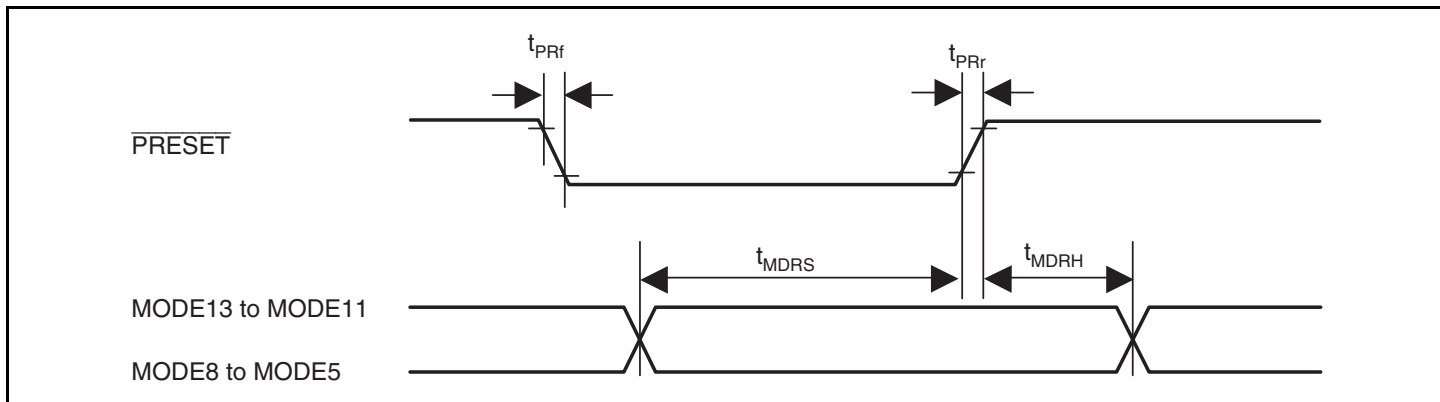 tPRf
tPRr
PRESET
tMDRS
tMDRH
MODE13 to MODE11
MODE8 to MODE5